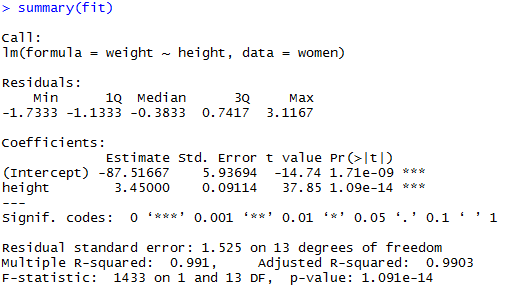 > summary(fit)
Call:
lm(formula = weight ~ height, data = women)
Residuals:
    Min      1Q  Median      3Q     Max
-1.7333 -1.1333 -0.3833  0.7417  3.1167
Coefficients:
             Estimate Std. Error t value Pr(>|t|)
(Intercept) -87.51667    5.93694  -14.74 1.71e-09 ***
height        3.45000    0.09114   37.85 1.09e-14 ***
---
Signif. codes:  0 ‘***’ 0.001 ‘**’ 0.01 ‘*’ 0.05 ‘.’ 0.1 ‘ ’ 1
Residual standard error: 1.525 on 13 degrees of freedom
Multiple R-squared:  0.991,     Adjusted R-squared:  0.9903
F-statistic:  1433 on 1 and 13 DF,  p-value: 1.091e-14